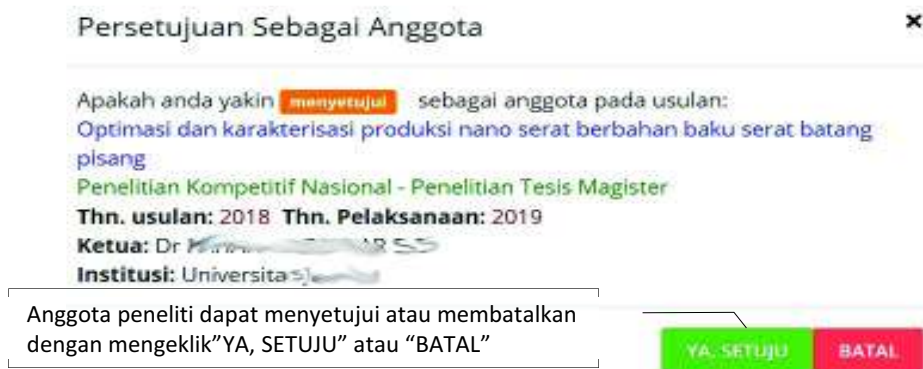 Persetujuan Sebagai Anggota
Apakah anda yakin menyetujui sebagai anggota pada usulan:
Optimasi dan karakterisasi produksi nano serat berbahan baku serat batang
pisang
Penelitian Kompetitif Nasional - Penelitian Tesis Magister
Thn. usulan: 2018 Thn. Pelaksanaan: 2019
Ketua: Dr
Institusi: Universitas
Anggota peneliti dapat menyetujui atau membatalkan
dengan mengeklik”YA, SETUJU” atau “BATAL”
YA, SETUJU BATAL